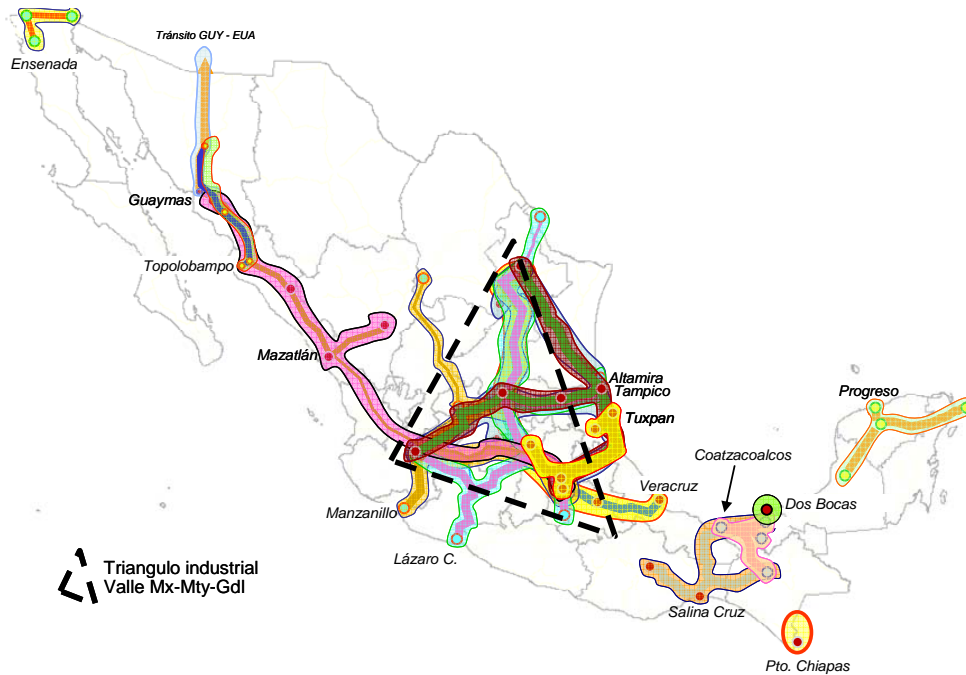 Tránsito GUY - EUA
Ensenada
Guaymas
Topolobampo
Mazatlán
Altamira
Tampico
Tuxpan
Progreso
Coatzacoalcos
Veracruz
Dos Bocas
Manzanillo
Lázaro C.
Triangulo industrial
Valle Mx-Mty-Gdl
Salina Cruz
Pto. Chiapas